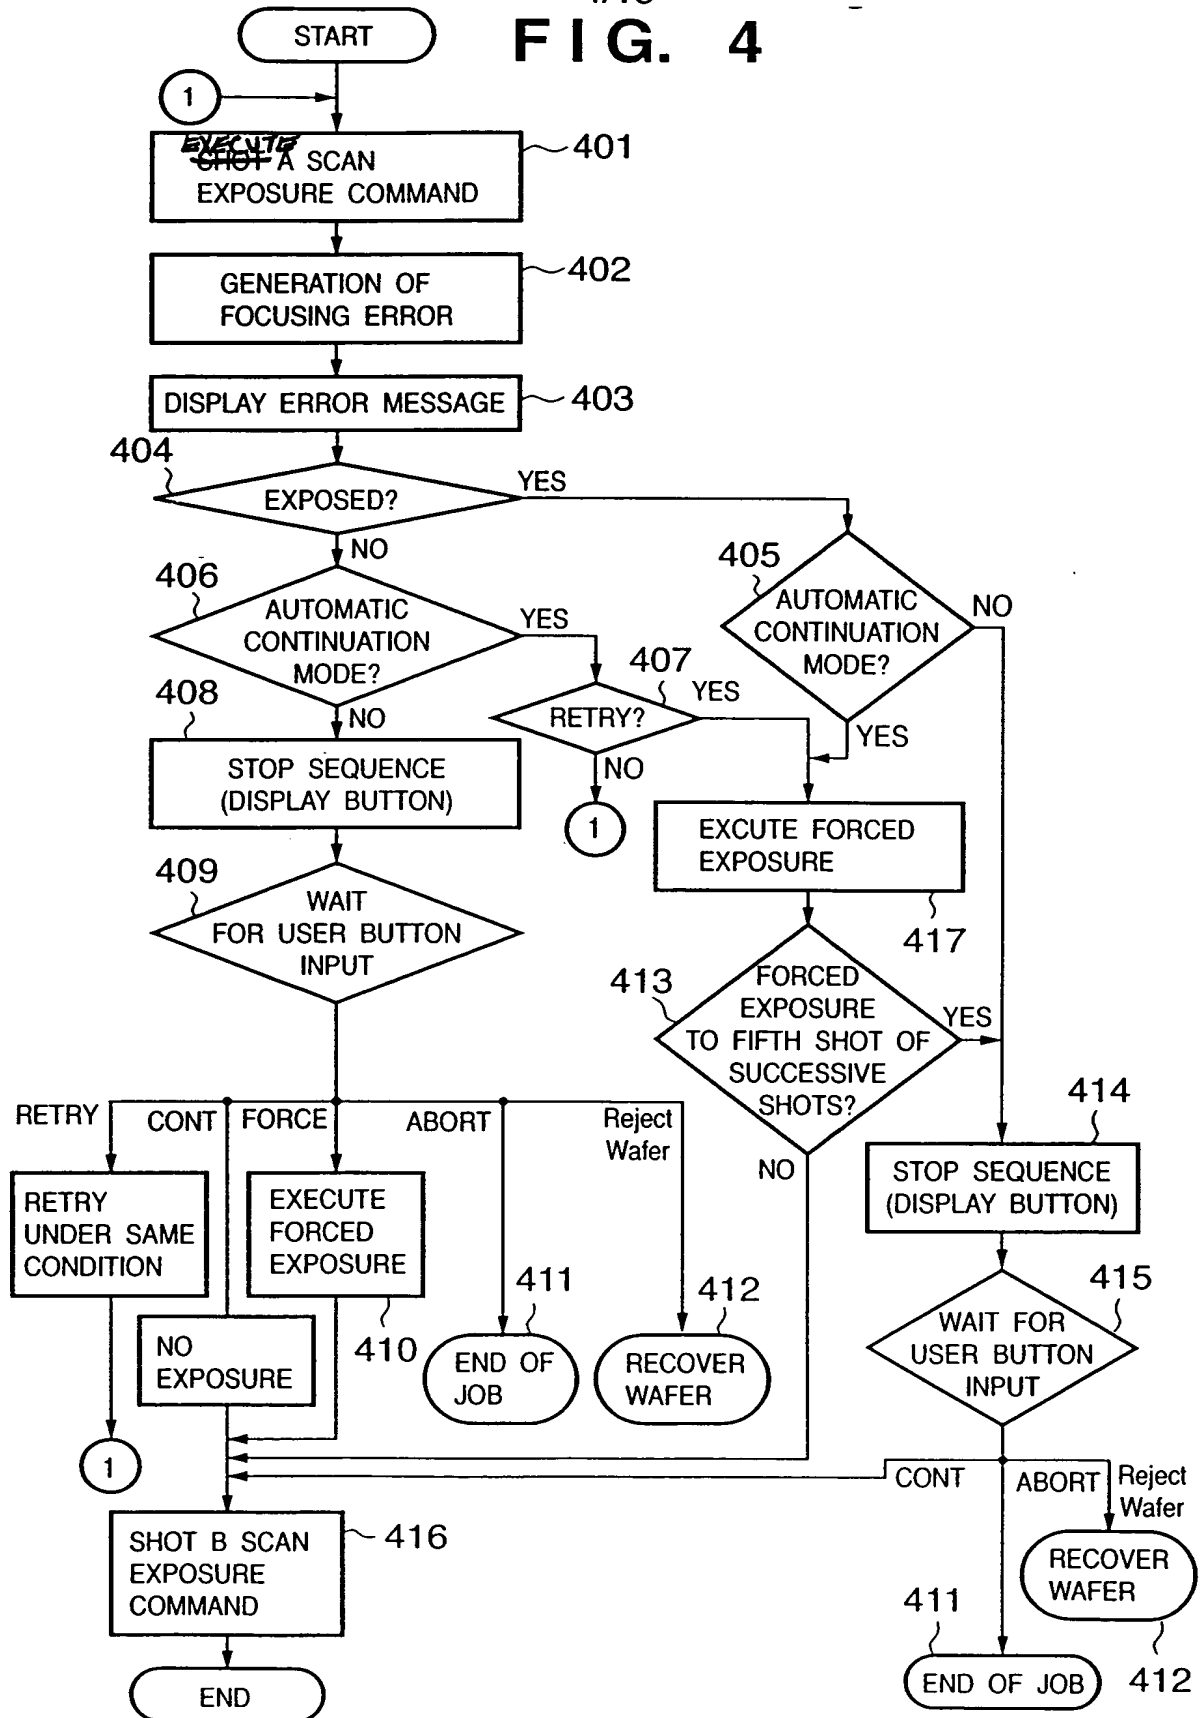 FIG. 4
START
1
EXECUTE
SHOT A SCAN
EXPOSURE COMMAND
401
GENERATION OF
FOCUSING ERROR
402
DISPLAY ERROR MESSAGE
403
404
EXPOSED?
YES
NO
405
AUTOMATIC
CONTINUATION
MODE?
NO
YES
406
AUTOMATIC
CONTINUATION
MODE?
YES
NO
407
RETRY?
YES
NO
1
408
STOP SEQUENCE
(DISPLAY BUTTON)
EXCUTE FORCED
EXPOSURE
417
409
WAIT
FOR USER BUTTON
INPUT
413
FORCED
EXPOSURE
TO FIFTH SHOT OF
SUCCESSIVE
SHOTS?
YES
NO
RETRY
CONT
FORCE
ABORT
Reject
Wafer
414
STOP SEQUENCE
(DISPLAY BUTTON)
RETRY
UNDER SAME
CONDITION
EXECUTE
FORCED
EXPOSURE
410
NO
EXPOSURE
411
END OF
JOB
412
RECOVER
WAFER
415
WAIT FOR
USER BUTTON
INPUT
1
CONT
ABORT
Reject
Wafer
SHOT B SCAN
EXPOSURE
COMMAND
416
RECOVER
WAFER
412
411
END OF JOB
END